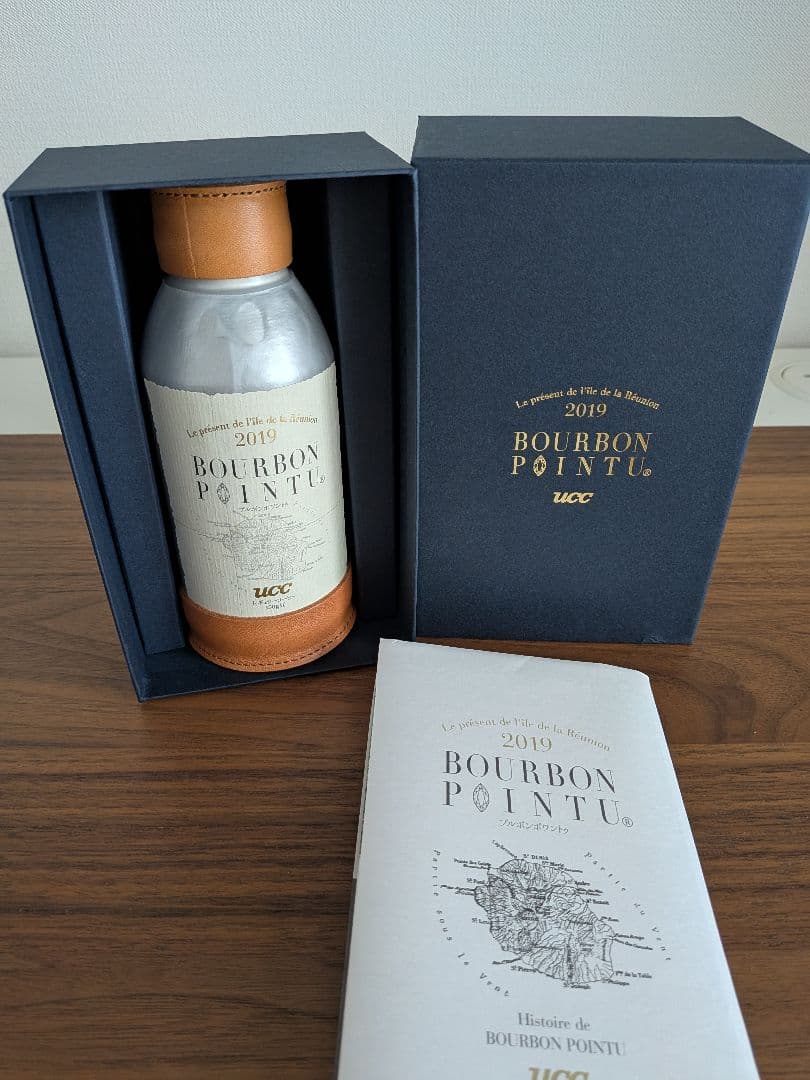 Le présent de l'île de la Réunion
2019
BOURBON
POINTU®
ブルボンポワントゥ
ucc
Le présent de l'île de la Réunion
2019
BOURBON
POINTU®
ucc
Le présent de l'île de la Réunion
2019
BOURBON
POINTU®
ブルボンポワントゥ
Partie du Vent
Partie sous le Vent
Histoire de
BOURBON POINTU
ucc